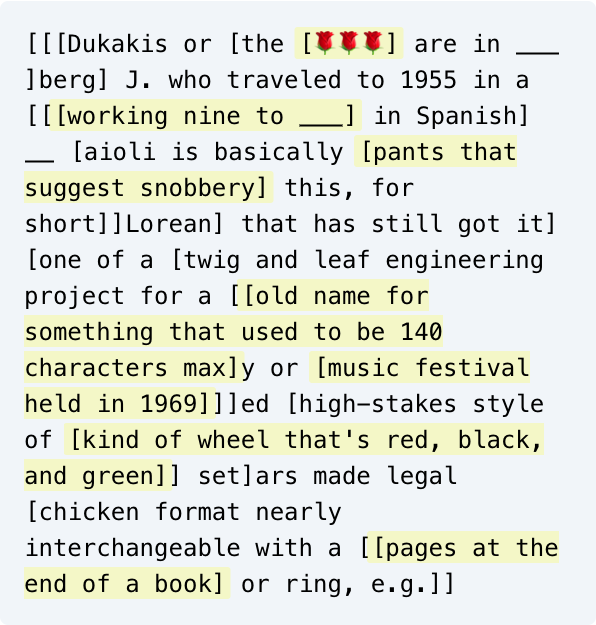 [[[Dukakis or [the [🌹🌹🌹] are in ___
]berg] J. who traveled to 1955 in a
[[[working nine to ___] in Spanish]
__ [aioli is basically [pants that
suggest snobbery] this, for
short]]Lorean] that has still got it]
[one of a [twig and leaf engineering
project for a [[old name for
something that used to be 140
characters max]y or [music festival
held in 1969]]]ed [high-stakes style
of [kind of wheel that's red, black,
and green]] set]ars made legal
[chicken format nearly
interchangeable with a [[pages at the
end of a book] or ring, e.g.]]